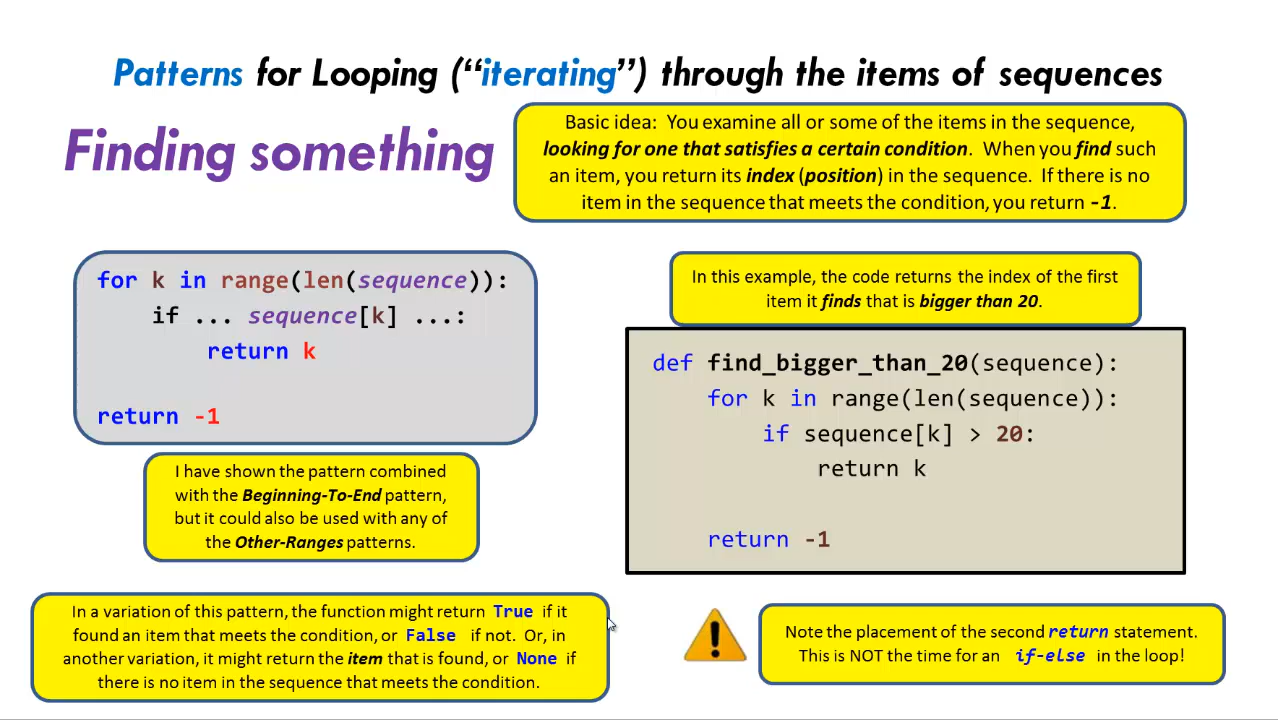 Patterns for Looping (“iterating”) through the items of sequences
Finding something
Basic idea: You examine all or some of the items in the sequence,
looking for one that satisfies a certain condition. When you find such
an item, you return its index (position) in the sequence. If there is no
item in the sequence that meets the condition, you return -1.
for k in range(len(sequence)):
if ... sequence[k] ...:
return k
return -1
I have shown the pattern combined
with the Beginning-To-End pattern,
but it could also be used with any of
the Other-Ranges patterns.
In this example, the code returns the index of the first
item it finds that is bigger than 20.
def find_bigger_than_20(sequence):
for k in range(len(sequence)):
if sequence[k] > 20:
return k
return -1
In a variation of this pattern, the function might return True if it
found an item that meets the condition, or False if not. Or, in
another variation, it might return the item that is found, or None if
there is no item in the sequence that meets the condition.
Note the placement of the second return statement.
This is NOT the time for an if-else in the loop!